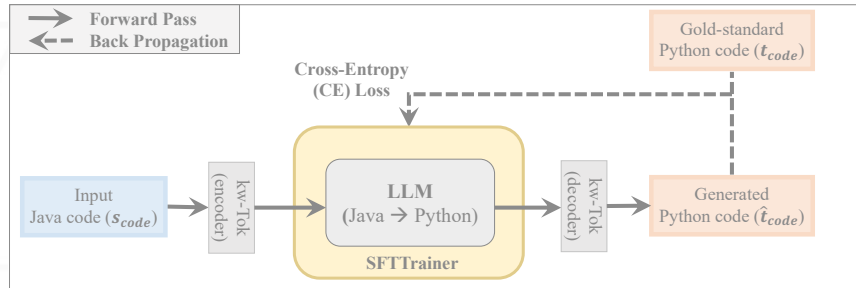 Forward Pass
Back Propagation
Gold-standard
Python code (t_code)
Cross-Entropy
(CE) Loss
Input
Java code (s_code)
kw-Tok
(encoder)
LLM
(Java → Python)
SFTTrainer
kw-Tok
(decoder)
Generated
Python code (t̂_code)